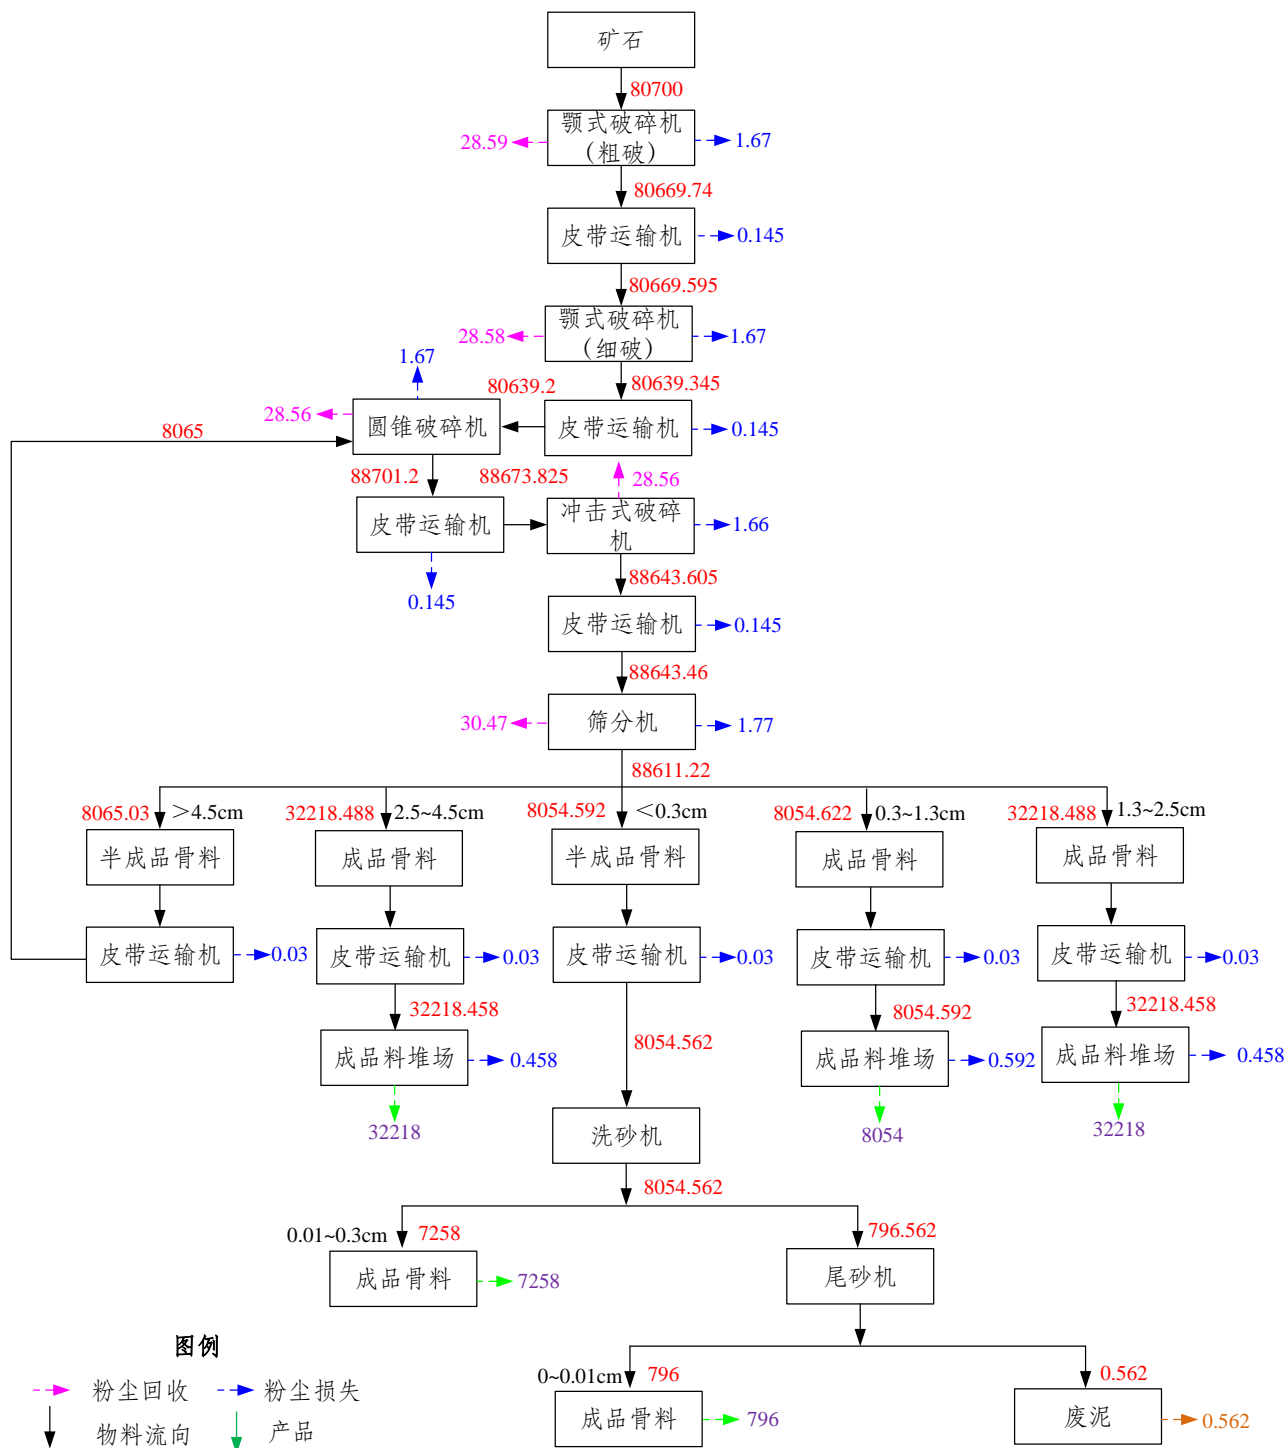 矿石
80700
颚式破碎机
（粗破）
28.59
1.67
80669.74
皮带运输机
0.145
80669.595
颚式破碎机
（细破）
28.58
1.67
1.67
80639.2
80639.345
28.56
圆锥破碎机
皮带运输机
0.145
8065
88701.2
88673.825
28.56
皮带运输机
冲击式破碎
机
1.66
0.145
88643.605
皮带运输机
0.145
88643.46
30.47
筛分机
1.77
88611.22
8065.03
＞4.5cm
32218.488
2.5~4.5cm
8054.592
＜0.3cm
8054.622
0.3~1.3cm
32218.488
1.3~2.5cm
半成品骨料
成品骨料
半成品骨料
成品骨料
成品骨料
皮带运输机
0.03
皮带运输机
0.03
皮带运输机
0.03
皮带运输机
0.03
皮带运输机
0.03
32218.458
8054.562
8054.592
32218.458
成品料堆场
0.458
成品料堆场
0.592
成品料堆场
0.458
32218
8054
32218
洗砂机
8054.562
0.01~0.3cm
7258
796.562
成品骨料
7258
尾砂机
0~0.01cm
796
0.562
成品骨料
796
废泥
0.562
图例
粉尘回收
粉尘损失
物料流向
产品